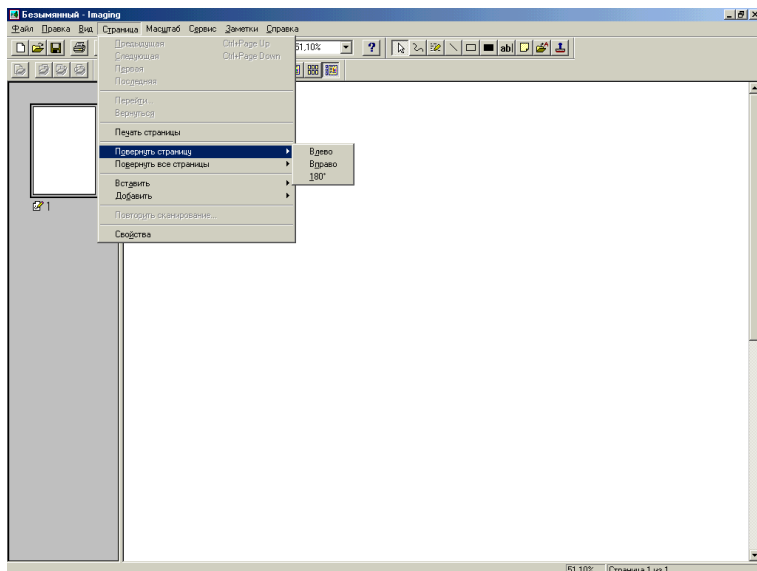 Безымянный - Imaging
Файл Правка Вид Страница Масштаб Сервис Заметки Справка
51,10%
?
ab
Предыдущая Ctrl+Page Up
Следующая Ctrl+Page Down
Первая
Последняя
Перейти...
Вернуться
Печать страницы
Повернуть страницу
Повернуть все страницы
Влево
Вправо
180°
Вставить
Добавить
Повторить сканирование...
Свойства
1
51,10% Страница 1 из 1